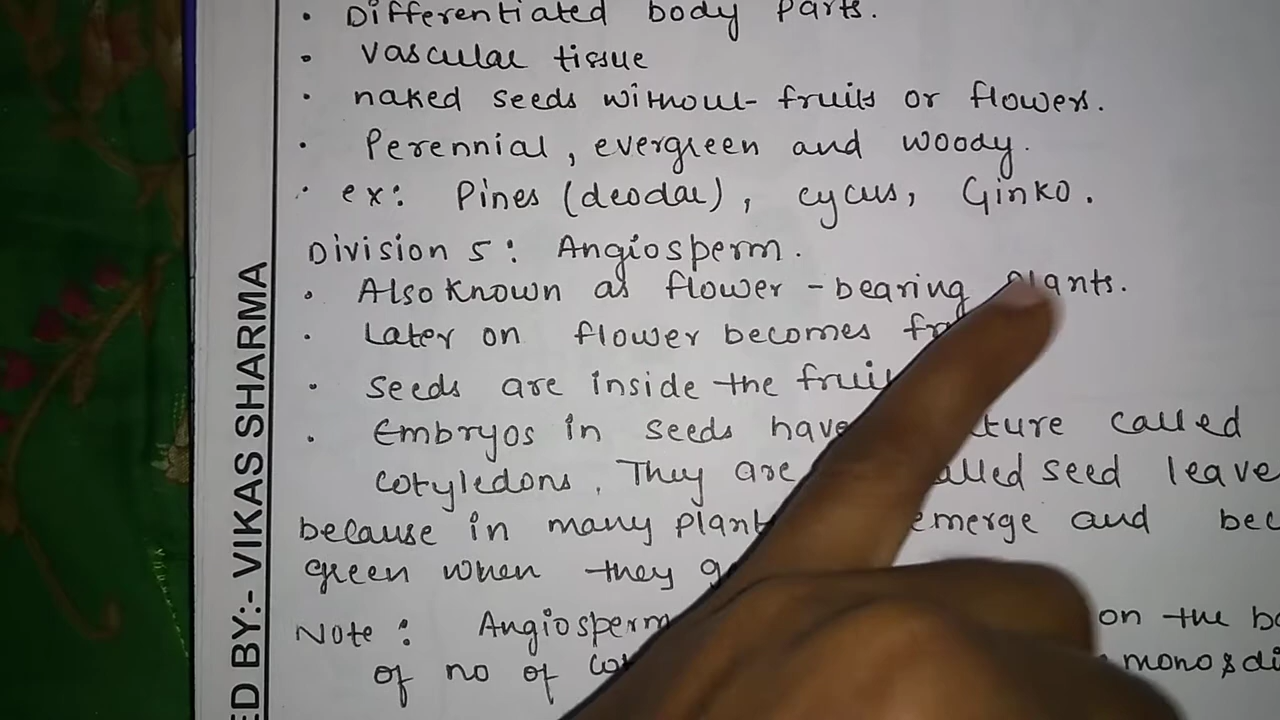 • Differentiated body parts.
• Vascular tissue
• naked seeds without fruits or flowers.
• Perennial, evergreen and woody.
• ex: Pines (deodar), cycus, Ginko.
Division 5: Angiosperm.
• Also known as flower-bearing plants.
• Later on flower becomes
• Seeds are inside the
• Embryos in seeds have called
cotyledons. They are seed
because in many emerge and
green when they
Note: Angiosperm on the
of no of mono &
ED BY:- VIKAS SHARMA